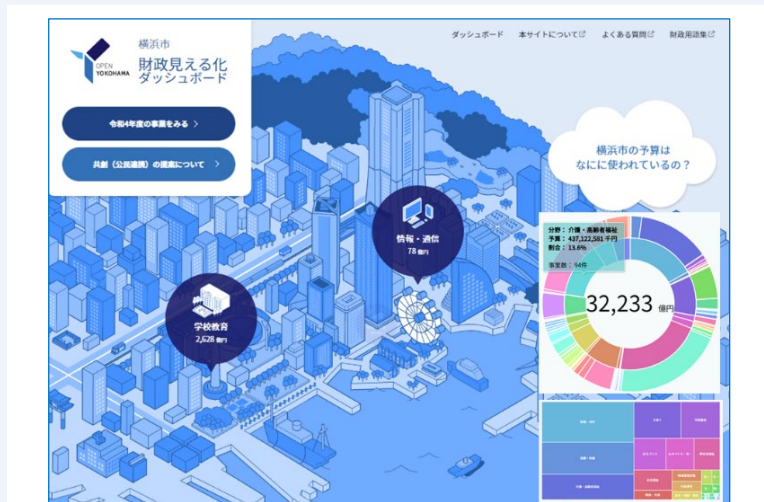 ダッシュボード 本サイトについて よくある質問 財政用語集
OPEN
YOKOHAMA
横浜市
財政見える化
ダッシュボード
令和4年度の事業をみる
共創（公民連携）の提案について
横浜市の予算は
なにに使われているの？
情報・通信
78 億円
学校教育
2,628 億円
分野： 介護・高齢者福祉
予算： 437,122,581 千円
割合： 13.6%
事業数： 94件
32,233 億円